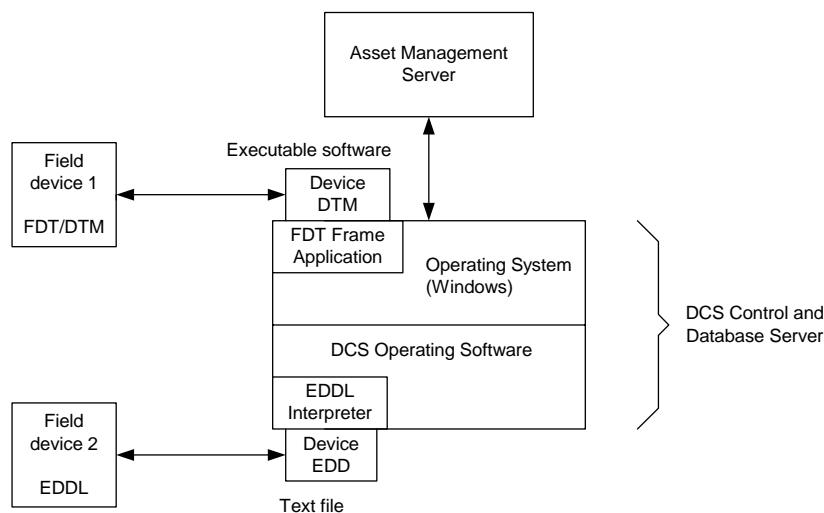 Asset Management
Server
Executable software
Field
device 1
FDT/DTM
Device
DTM
FDT Frame
Application
Operating System
(Windows)
DCS Control and
Database Server
DCS Operating Software
EDDL
Interpreter
Field
device 2
EDDL
Device
EDD
Text file